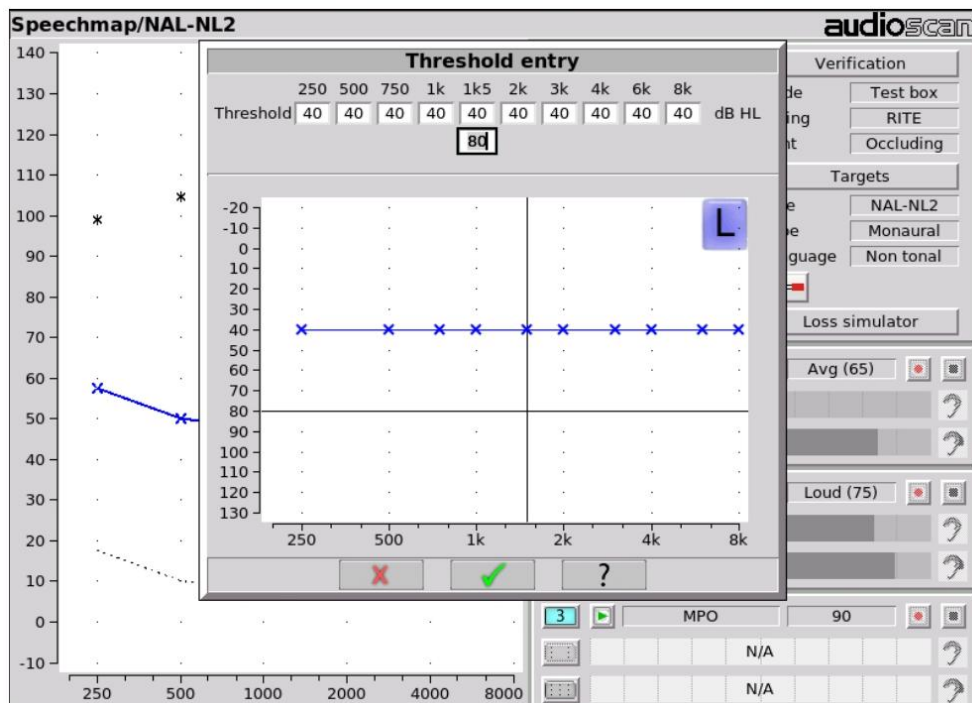 Speechmap/NAL-NL2
audioscan
Threshold entry
250 500 750 1k 1k5 2k 3k 4k 6k 8k
Threshold 40 40 40 40 40 40 40 40 40 40 dB HL
80
L
-20
-10
0
10
20
30
40
50
60
70
80
90
100
110
120
130
250 500 1k 2k 4k 8k
?
140
130
120
110
100
90
80
70
60
50
40
30
20
10
0
-10
250 500 1000 2000 4000 8000
Verification
Test box
RITE
Occluding
Targets
NAL-NL2
Monaural
Non tonal
Loss simulator
Avg (65)
Loud (75)
3 MPO 90
N/A
N/A